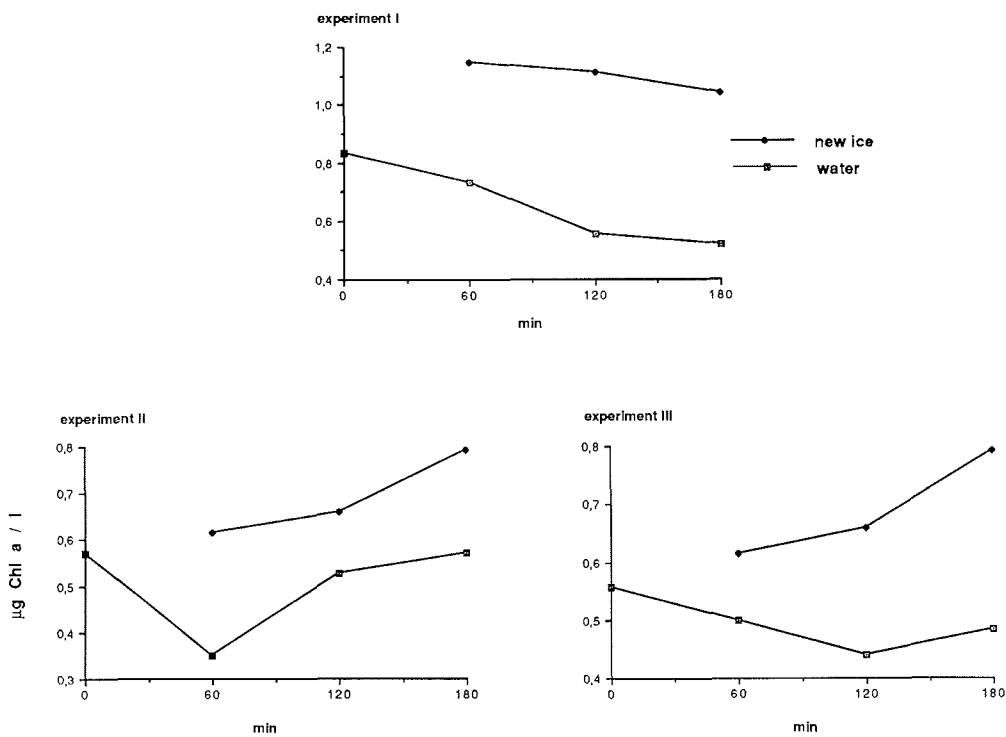 experiment I
1,2
1,0
0,8
0,6
0,4
0 60 120 180
min
new ice
water
experiment II
0,8
0,7
0,6
0,5
0,4
0,3
0 60 120 180
min
µg Chl a / l
experiment III
0,8
0,7
0,6
0,5
0,4
0 60 120 180
min